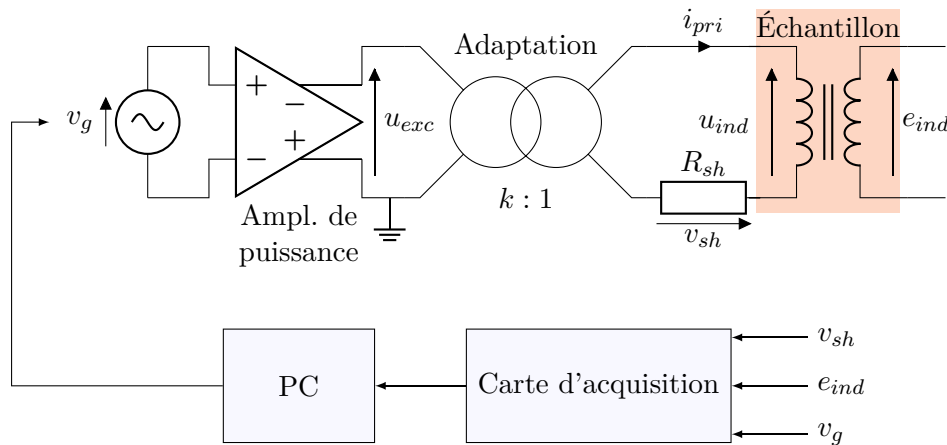 Échantillon
i_pri
Adaptation
v_g
+
−
−
+
u_exc
u_ind
e_ind
R_sh
k : 1
Ampl. de
puissance
v_sh
v_sh
PC
Carte d'acquisition
e_ind
v_g